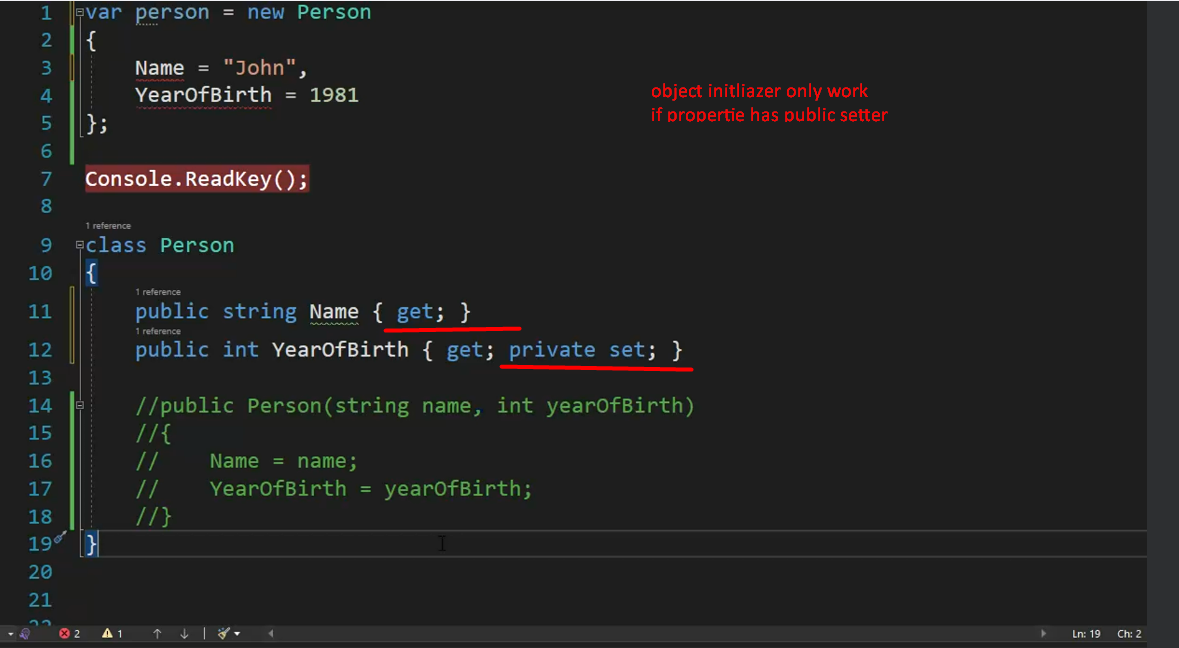 1 var person = new Person
2 {
3 Name = "John",
4 YearOfBirth = 1981
object initliazer only work
if propertie has public setter
5 };
6
7 Console.ReadKey();
8
1 reference
9 class Person
10 {
1 reference
11 public string Name { get; }
1 reference
12 public int YearOfBirth { get; private set; }
13
14 //public Person(string name, int yearOfBirth)
15 //{
16 // Name = name;
17 // YearOfBirth = yearOfBirth;
18 //}
19 }
20
21
22
2 1 Ln: 19 Ch: 2